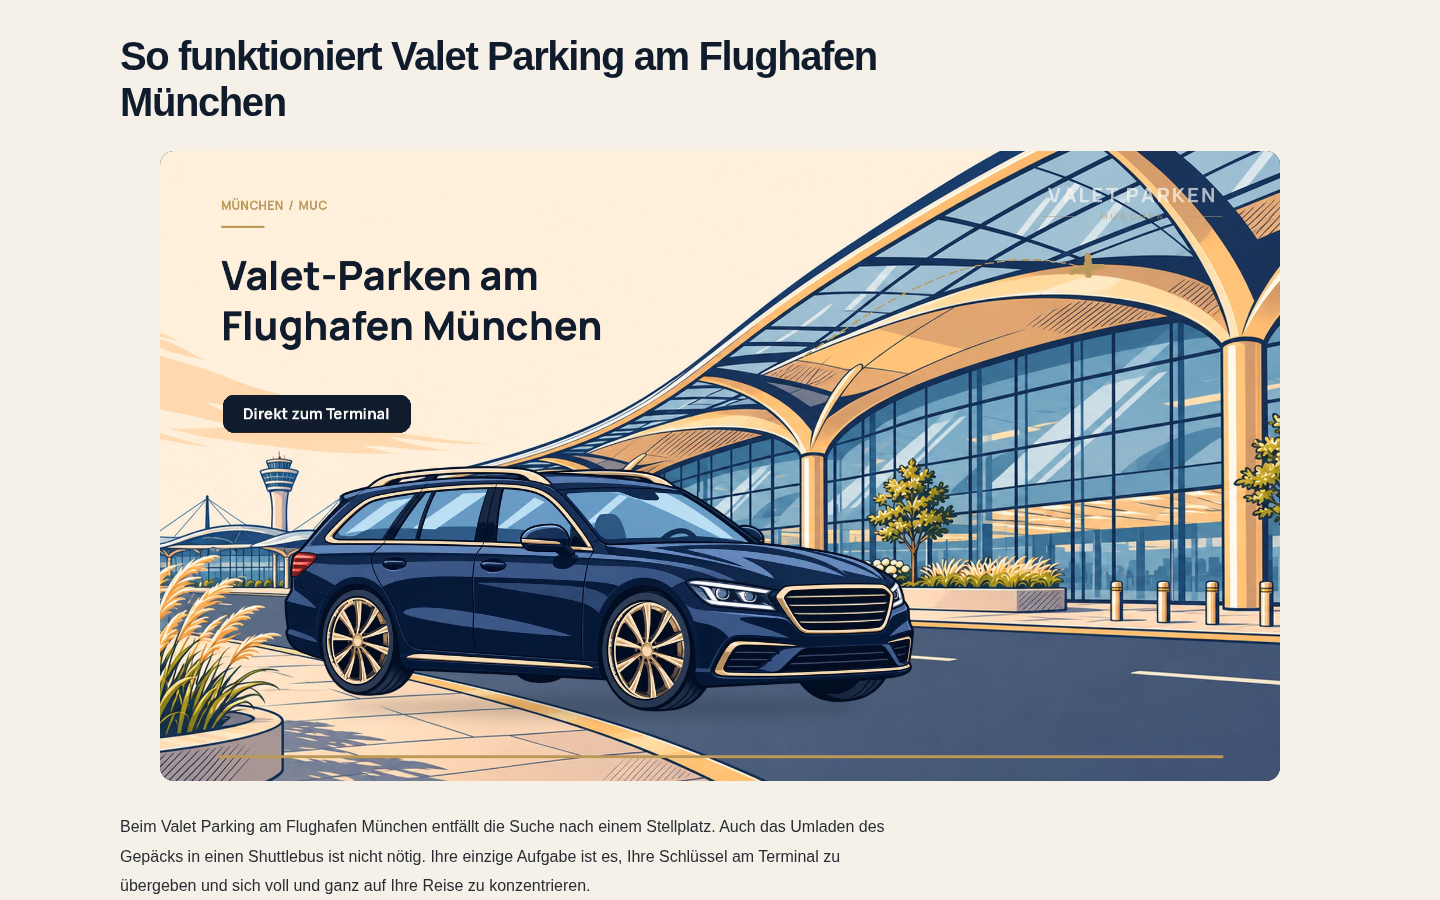 So funktioniert Valet Parking am Flughafen
München
MÜNCHEN / MUC
VALET PARKEN
Valet-Parken am
Flughafen München
Direkt zum Terminal
Beim Valet Parking am Flughafen München entfällt die Suche nach einem Stellplatz. Auch das Umladen des
Gepäcks in einen Shuttlebus ist nicht nötig. Ihre einzige Aufgabe ist es, Ihre Schlüssel am Terminal zu
übergeben und sich voll und ganz auf Ihre Reise zu konzentrieren.